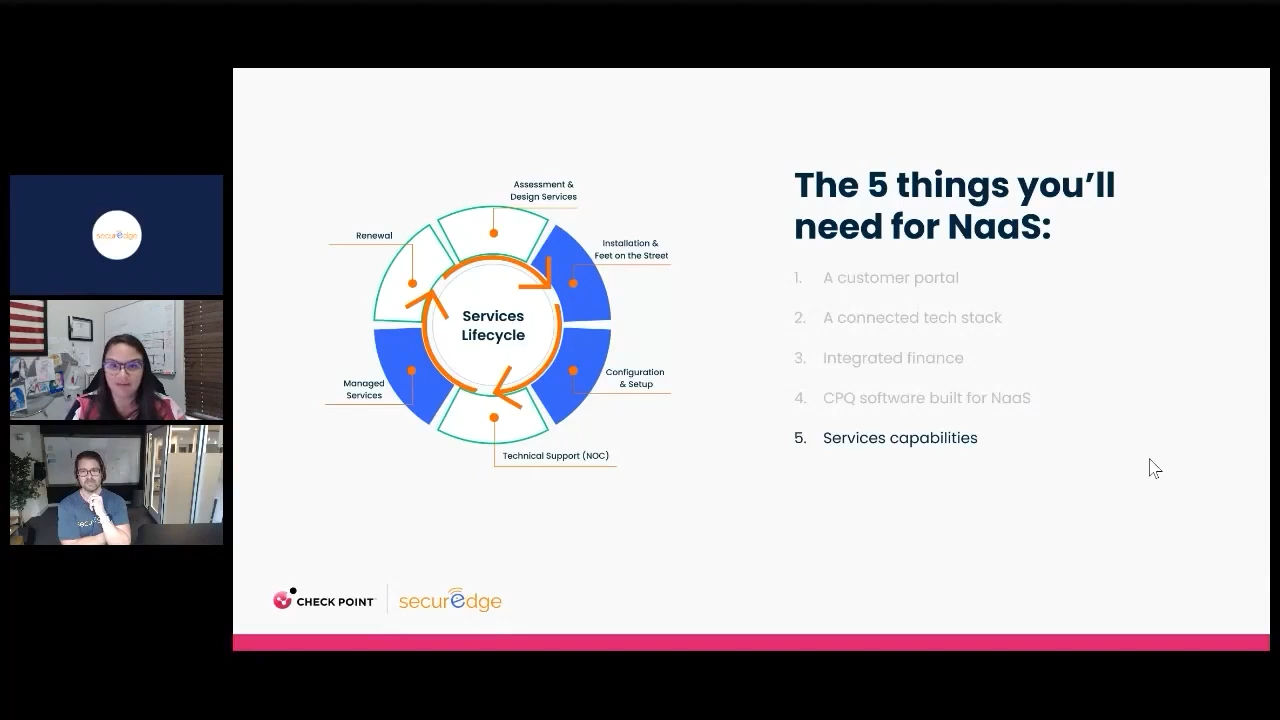 securedge
Assessment &
Design Services
Renewal
Installation &
Feet on the Street
Services
Lifecycle
Configuration
& Setup
Managed
Services
Technical Support (NOC)
The 5 things you’ll
need for NaaS:
1. A customer portal
2. A connected tech stack
3. Integrated finance
4. CPQ software built for NaaS
5. Services capabilities
CHECK POINT
securedge